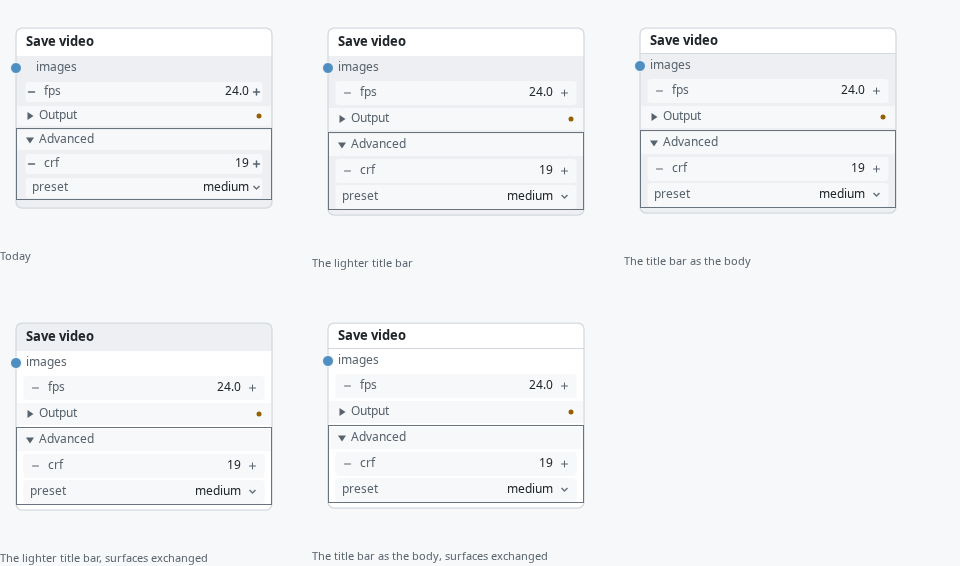 Save video
images
fps 24.0
Output
Advanced
crf 19
preset medium
Today
Save video
images
fps 24.0
Output
Advanced
crf 19
preset medium
The lighter title bar
Save video
images
fps 24.0
Output
Advanced
crf 19
preset medium
The title bar as the body
Save video
images
fps 24.0
Output
Advanced
crf 19
preset medium
The lighter title bar, surfaces exchanged
Save video
images
fps 24.0
Output
Advanced
crf 19
preset medium
The title bar as the body, surfaces exchanged